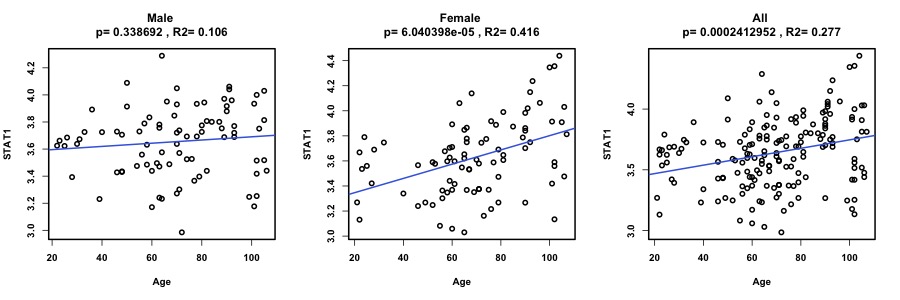 Male
p= 0.338692 , R2= 0.106
STAT1
3.0 3.2 3.4 3.6 3.8 4.0 4.2
20 40 60 80 100
Age
Female
p= 6.040398e-05 , R2= 0.416
STAT1
3.0 3.2 3.4 3.6 3.8 4.0 4.2 4.4
20 40 60 80 100
Age
All
p= 0.0002412952 , R2= 0.277
STAT1
3.0 3.5 4.0
20 40 60 80 100
Age